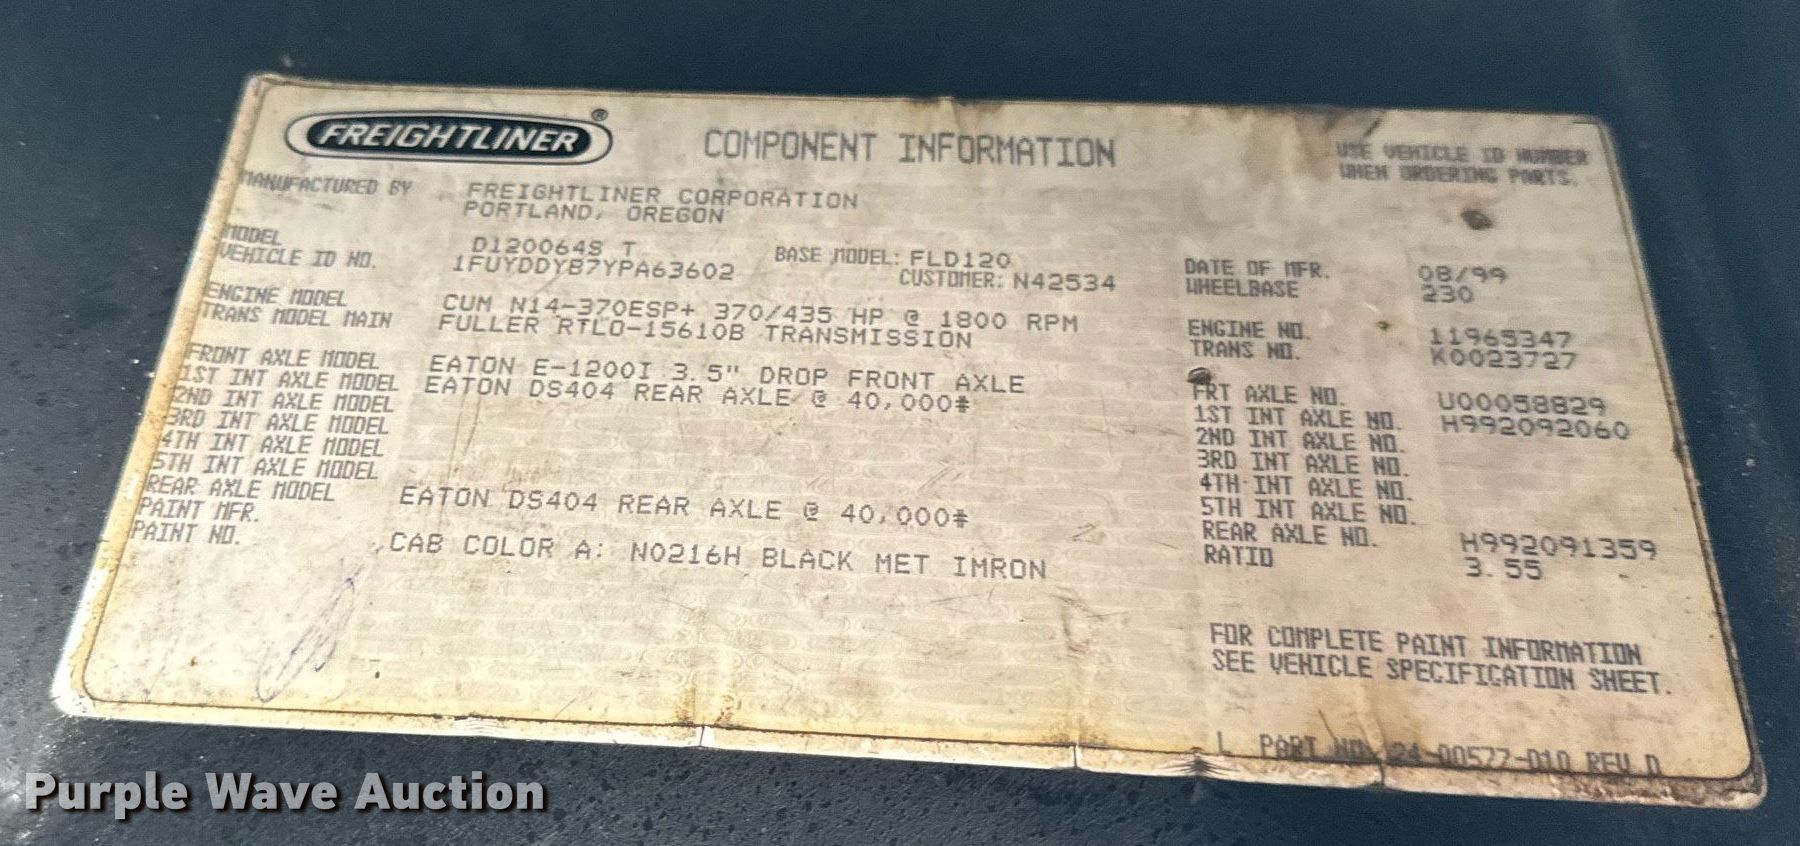 FREIGHTLINER®
COMPONENT INFORMATION
USE VEHICLE ID NUMBER
WHEN ORDERING PARTS.
MANUFACTURED BY FREIGHTLINER CORPORATION
PORTLAND, OREGON
MODEL D120064S T BASE MODEL: FLD120 DATE OF MFR. 08/99
VEHICLE ID NO. 1FUYDDYB7YPA63602 CUSTOMER: N42534 WHEELBASE 230
ENGINE MODEL CUM N14-370ESP+ 370/435 HP @ 1800 RPM ENGINE NO. 11965347
TRANS MODEL MAIN FULLER RTLO-15610B TRANSMISSION TRANS NO. K0023727
FRONT AXLE MODEL EATON E-1200I 3.5" DROP FRONT AXLE FRT AXLE NO. U00058829
1ST INT AXLE MODEL EATON DS404 REAR AXLE @ 40,000# 1ST INT AXLE NO. H992092060
2ND INT AXLE MODEL 2ND INT AXLE NO.
3RD INT AXLE MODEL 3RD INT AXLE NO.
4TH INT AXLE MODEL 4TH INT AXLE NO.
5TH INT AXLE MODEL 5TH INT AXLE NO.
REAR AXLE MODEL EATON DS404 REAR AXLE @ 40,000# REAR AXLE NO. H992091359
PAINT MFR. RATIO 3.55
PAINT NO. CAB COLOR A: N0216H BLACK MET IMRON
FOR COMPLETE PAINT INFORMATION
SEE VEHICLE SPECIFICATION SHEET.
L PART NO. 24-00577-010 REV D
Purple Wave Auction